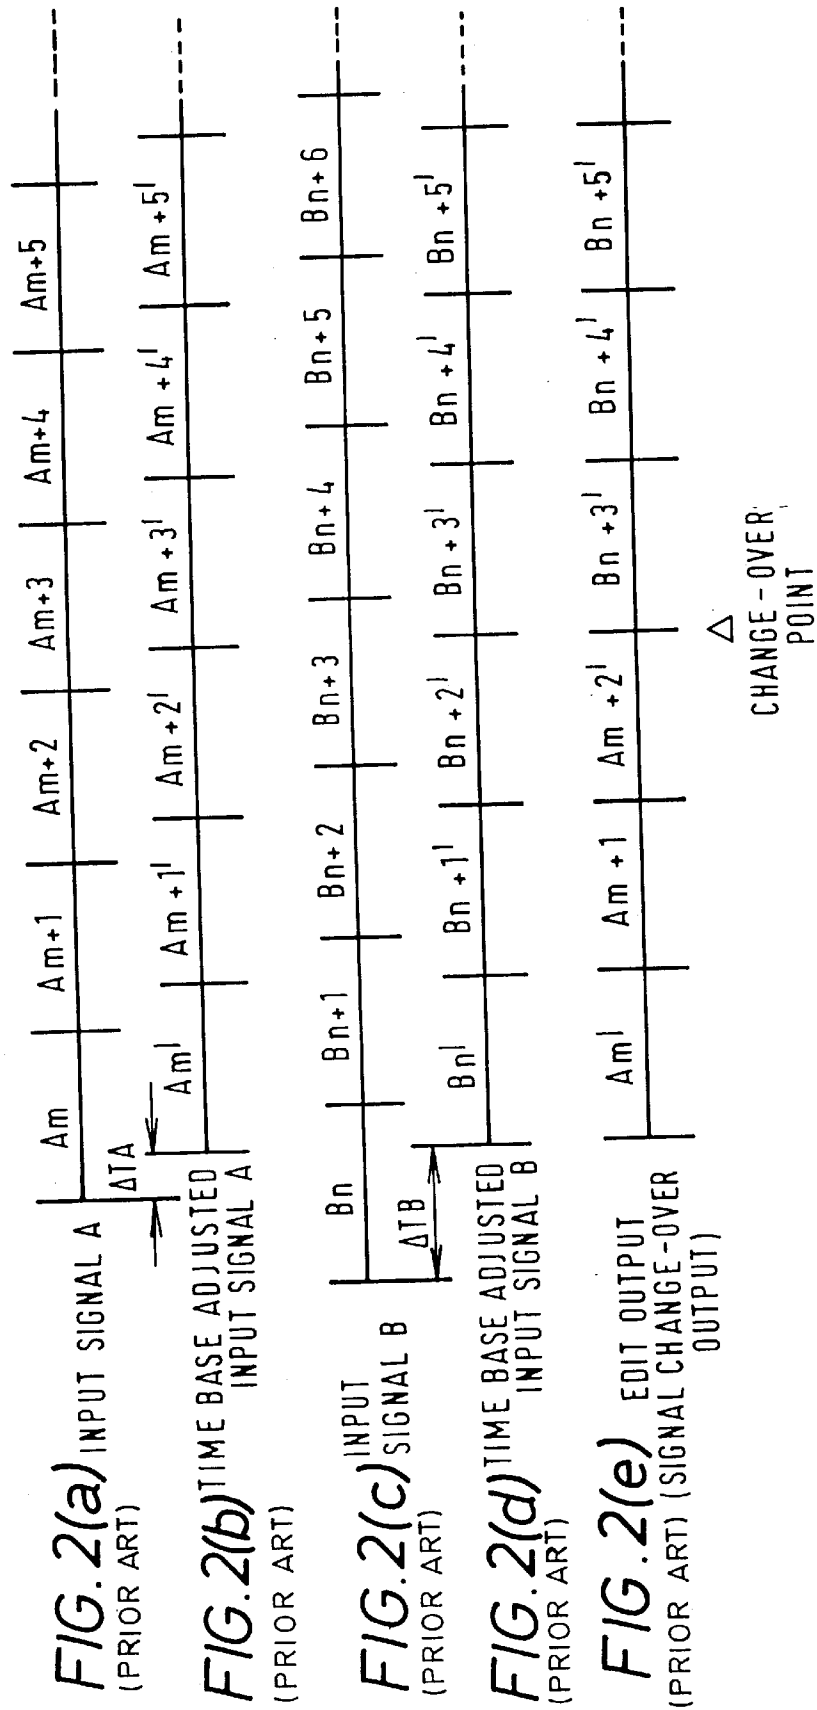 FIG. 2(a) INPUT SIGNAL A
(PRIOR ART)
Am Am+1 Am+2 Am+3 Am+4 Am+5
ΔTA
FIG. 2(b) TIME BASE ADJUSTED
INPUT SIGNAL A
(PRIOR ART)
Am' Am+1' Am+2' Am+3' Am+4' Am+5'
FIG. 2(c) INPUT
SIGNAL B
(PRIOR ART)
Bn Bn+1 Bn+2 Bn+3 Bn+4 Bn+5 Bn+6
ΔTB
FIG. 2(d) TIME BASE ADJUSTED
INPUT SIGNAL B
(PRIOR ART)
Bn' Bn+1' Bn+2' Bn+3' Bn+4' Bn+5'
FIG. 2(e) EDIT OUTPUT
(PRIOR ART) (SIGNAL CHANGE-OVER
OUTPUT)
Am' Am+1 Am+2' Bn+3' Bn+4' Bn+5'
Δ
CHANGE-OVER
POINT